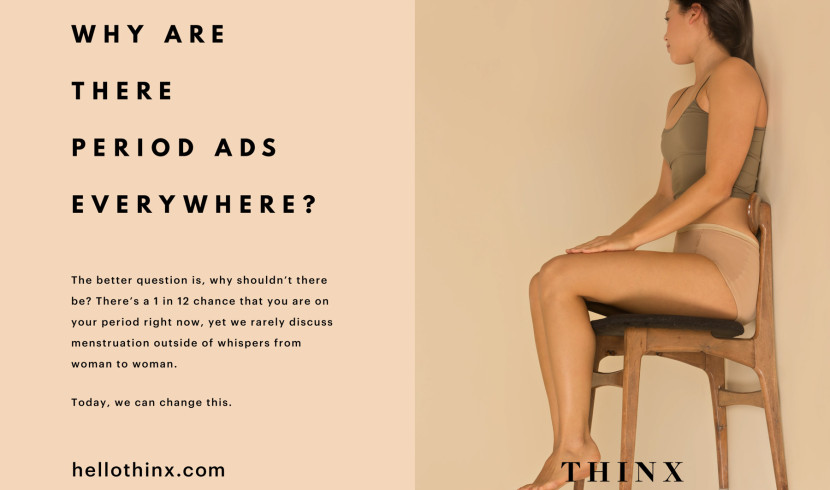 WHY ARE
THERE
PERIOD ADS
EVERYWHERE?
The better question is, why shouldn't there
be? There's a 1 in 12 chance that you are on
your period right now, yet we rarely discuss
menstruation outside of whispers from
woman to woman.
Today, we can change this.
hellothinx.com
THINX